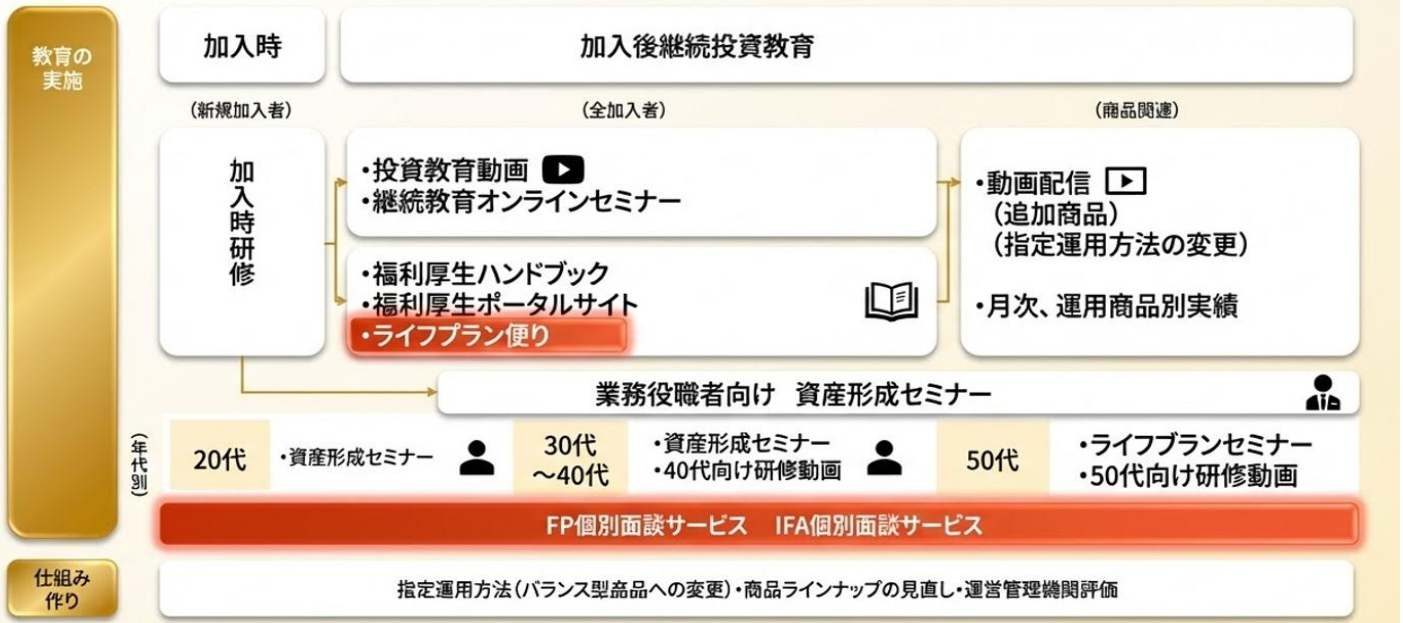 教育の
実施
加入時
加入後継続投資教育
(新規加入者)
(全加入者)
(商品関連)
加入時研修
・投資教育動画
・継続教育オンラインセミナー
・福利厚生ハンドブック
・福利厚生ポータルサイト
・ライフプラン便り
・動画配信
(追加商品)
(指定運用方法の変更)
・月次、運用商品別実績
業務役職者向け 資産形成セミナー
(年代別)
20代
・資産形成セミナー
30代
～40代
・資産形成セミナー
・40代向け研修動画
50代
・ライフブランセミナー
・50代向け研修動画
FP個別面談サービス IFA個別面談サービス
仕組み
作り
指定運用方法(バランス型商品への変更)・商品ラインナップの見直し・運営管理機関評価